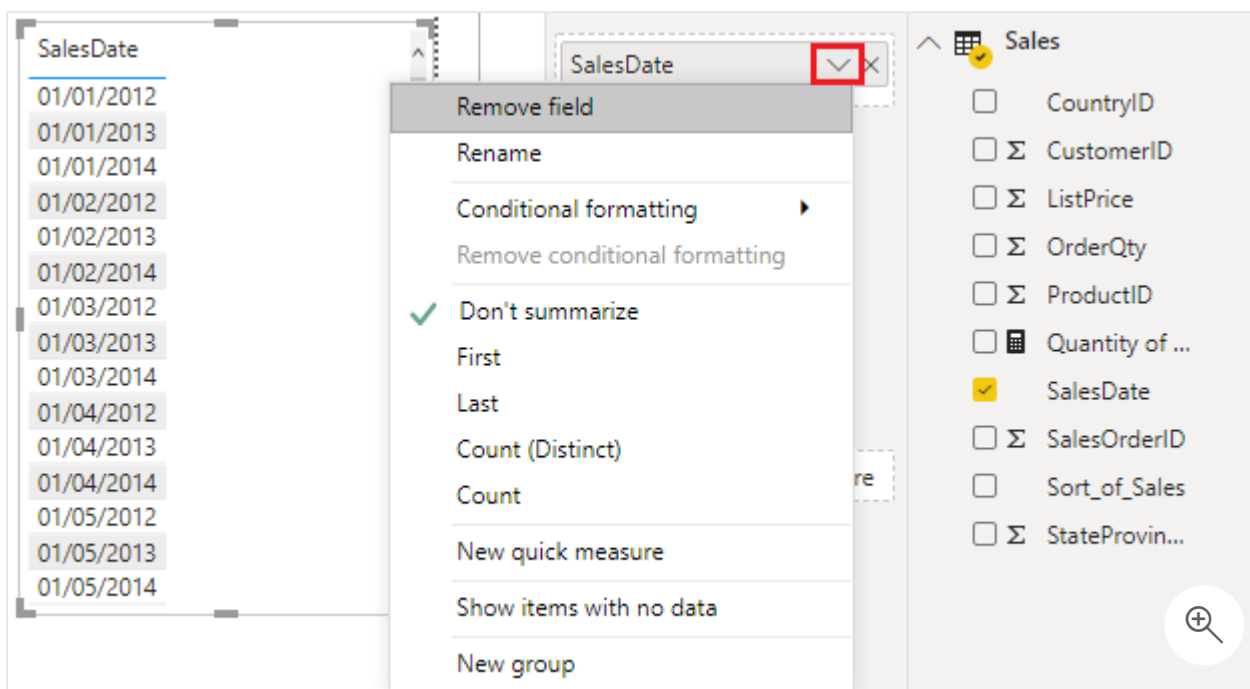 SalesDate
01/01/2012
01/01/2013
01/01/2014
01/02/2012
01/02/2013
01/02/2014
01/03/2012
01/03/2013
01/03/2014
01/04/2012
01/04/2013
01/04/2014
01/05/2012
01/05/2013
01/05/2014
SalesDate
Remove field
Rename
Conditional formatting
Remove conditional formatting
Don't summarize
First
Last
Count (Distinct)
Count
New quick measure
Show items with no data
New group
re
Sales
CountryID
Σ CustomerID
Σ ListPrice
Σ OrderQty
Σ ProductID
Quantity of ...
SalesDate
Σ SalesOrderID
Sort_of_Sales
Σ StateProvin...